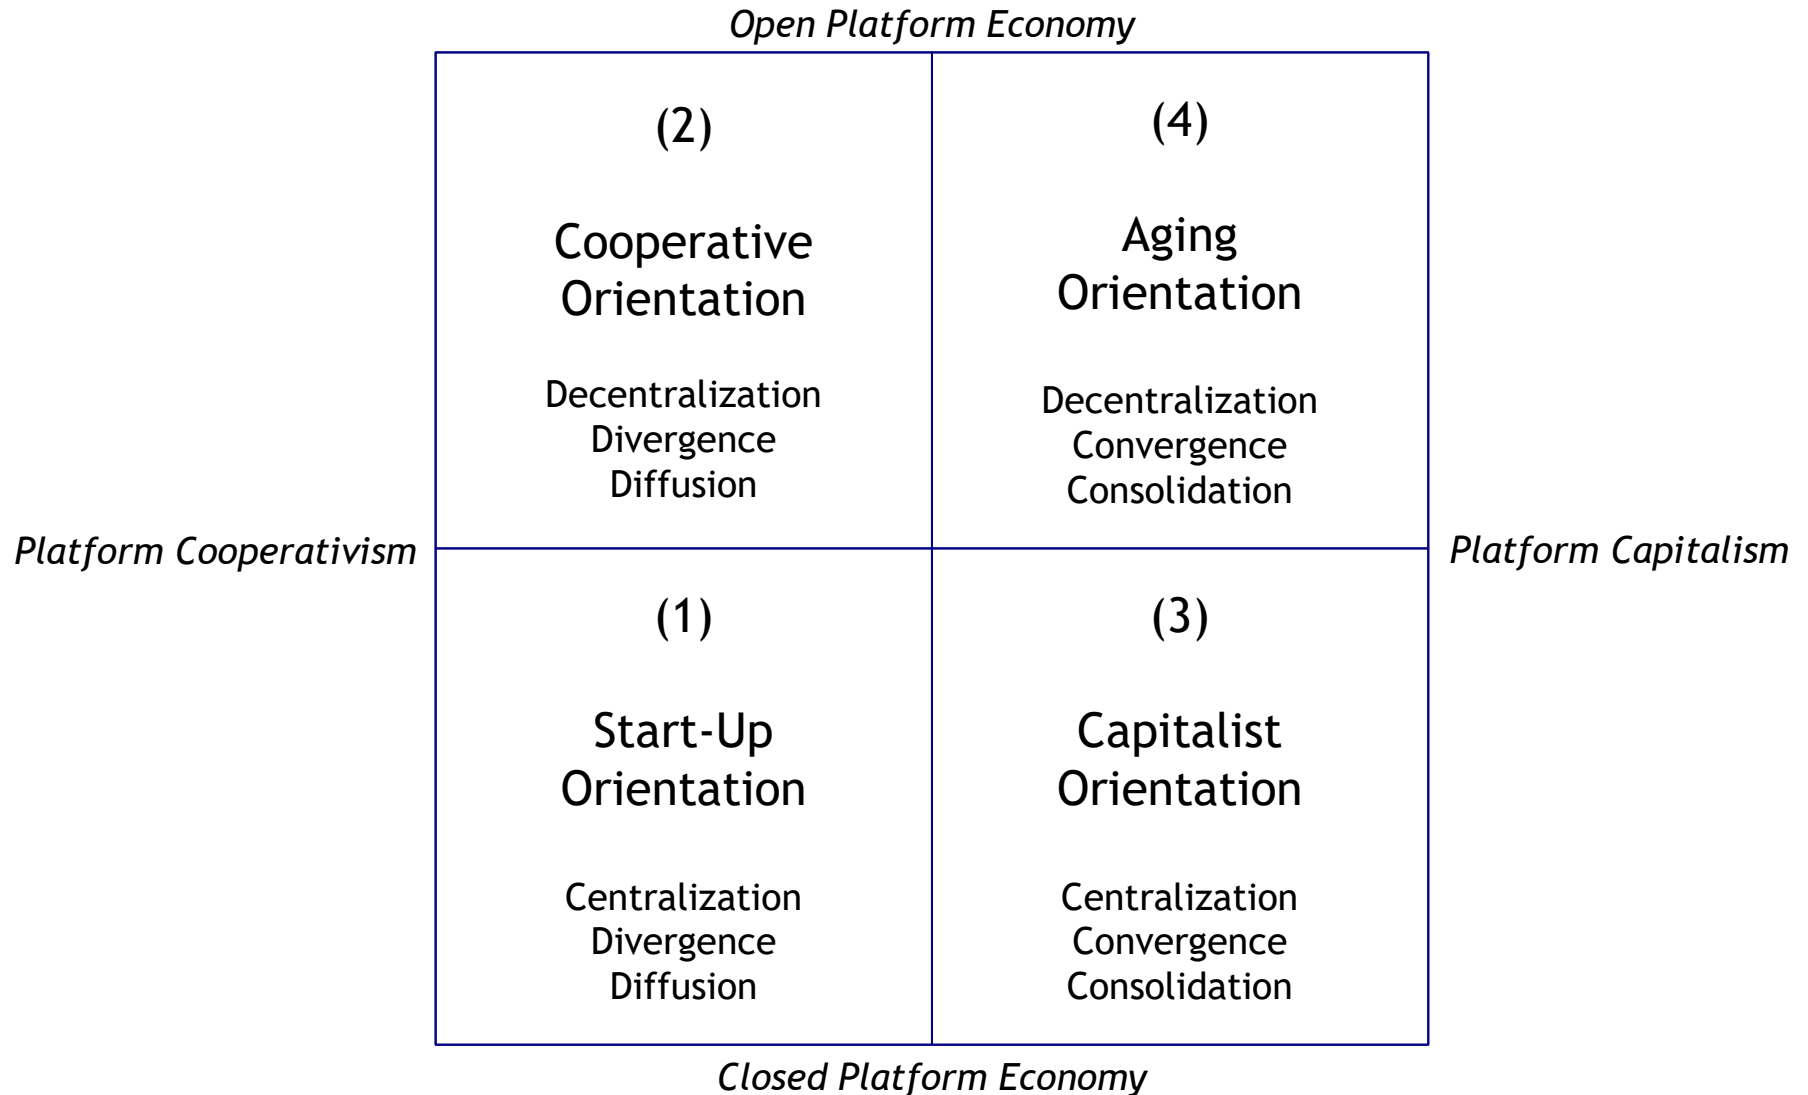 Open Platform Economy
(2)
Cooperative
Orientation
Decentralization
Divergence
Diffusion
(4)
Aging
Orientation
Decentralization
Convergence
Consolidation
Platform Cooperativism
Platform Capitalism
(1)
Start-Up
Orientation
Centralization
Divergence
Diffusion
(3)
Capitalist
Orientation
Centralization
Convergence
Consolidation
Closed Platform Economy